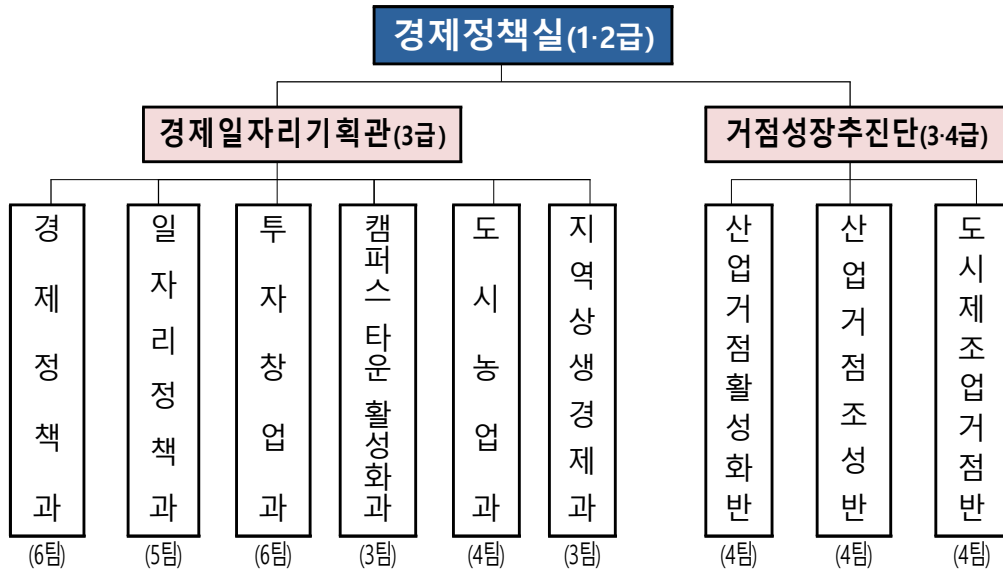 경제정책실(1·2급)
경제일자리기획관(3급)
거점성장추진단(3·4급)
경제정책과
일자리정책과
투자창업과
캠퍼스타운 활성화과
도시농업과
지역상생경제과
산업거점활성화반
산업거점조성반
도시제조업거점반
(6팀)
(5팀)
(6팀)
(3팀)
(4팀)
(3팀)
(4팀)
(4팀)
(4팀)